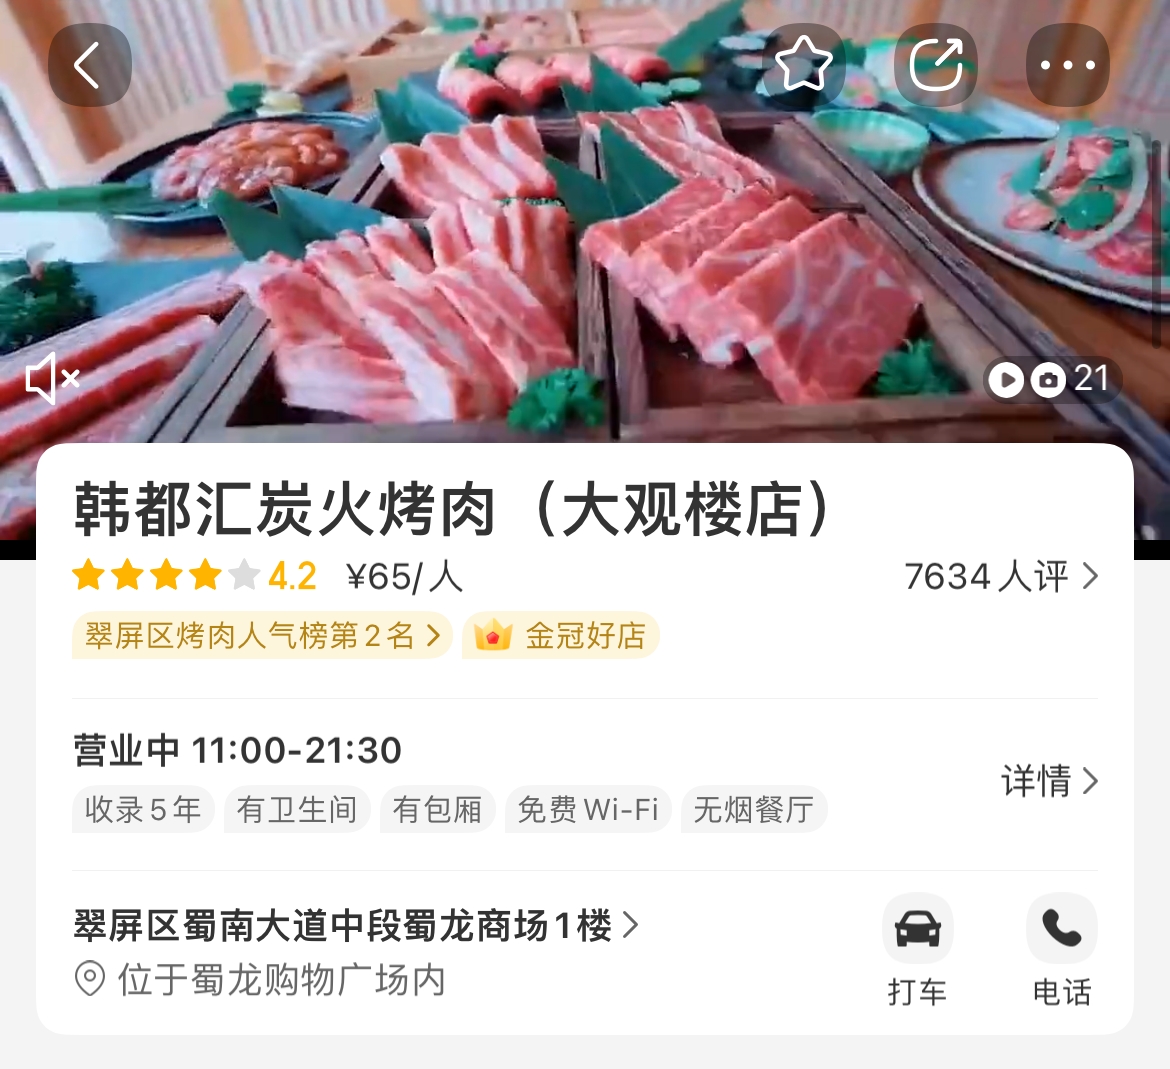 21
韩都汇炭火烤肉（大观楼店）
4.2 ¥65/人 7634人评
翠屏区烤肉人气榜第2名 金冠好店
营业中 11:00-21:30
详情
收录5年 有卫生间 有包厢 免费Wi-Fi 无烟餐厅
翠屏区蜀南大道中段蜀龙商场1楼
位于蜀龙购物广场内
打车 电话